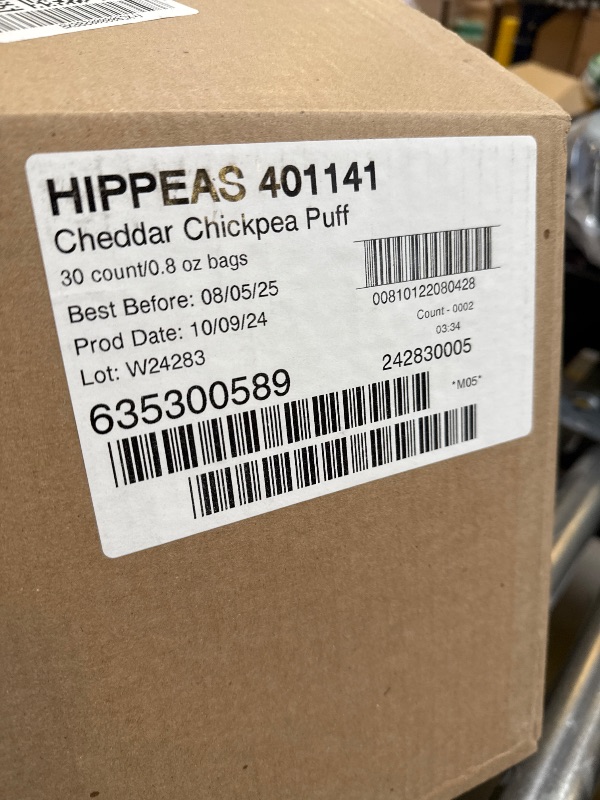 HIPPEAS 401141
Cheddar Chickpea Puff
30 count/0.8 oz bags
Best Before: 08/05/25
Prod Date: 10/09/24
Lot: W24283
00810122080428
Count - 0002
03:34
635300589
242830005
*M05*